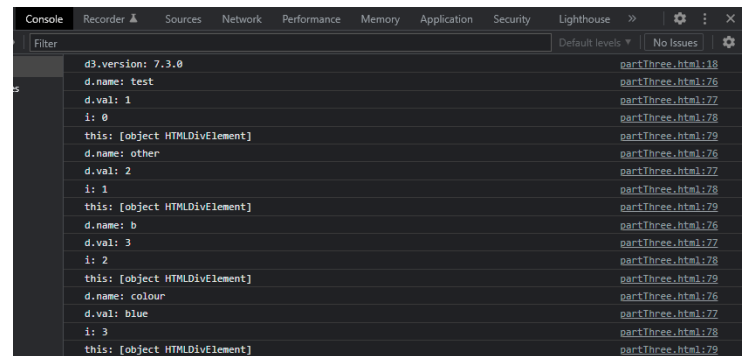 Console Recorder Sources Network Performance Memory Application Security Lighthouse »
Filter Default levels ▼ No Issues
d3.version: 7.3.0 partThree.html:18
d.name: test partThree.html:76
d.val: 1 partThree.html:77
i: 0 partThree.html:78
this: [object HTMLDivElement] partThree.html:79
d.name: other partThree.html:76
d.val: 2 partThree.html:77
i: 1 partThree.html:78
this: [object HTMLDivElement] partThree.html:79
d.name: b partThree.html:76
d.val: 3 partThree.html:77
i: 2 partThree.html:78
this: [object HTMLDivElement] partThree.html:79
d.name: colour partThree.html:76
d.val: blue partThree.html:77
i: 3 partThree.html:78
this: [object HTMLDivElement] partThree.html:79